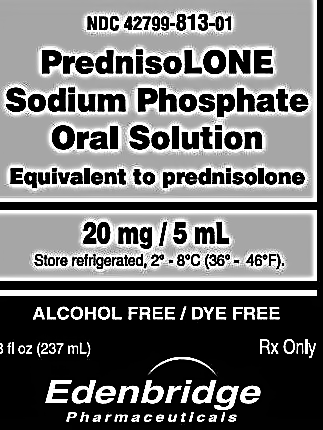 NDC 42799-813-01
PrednisoLONE
Sodium Phosphate
Oral Solution
Equivalent to prednisolone
20 mg / 5 mL
Store refrigerated, 2° - 8°C (36° - 46°F).
ALCOHOL FREE / DYE FREE
8 fl oz (237 mL) Rx Only
Edenbridge
Pharmaceuticals